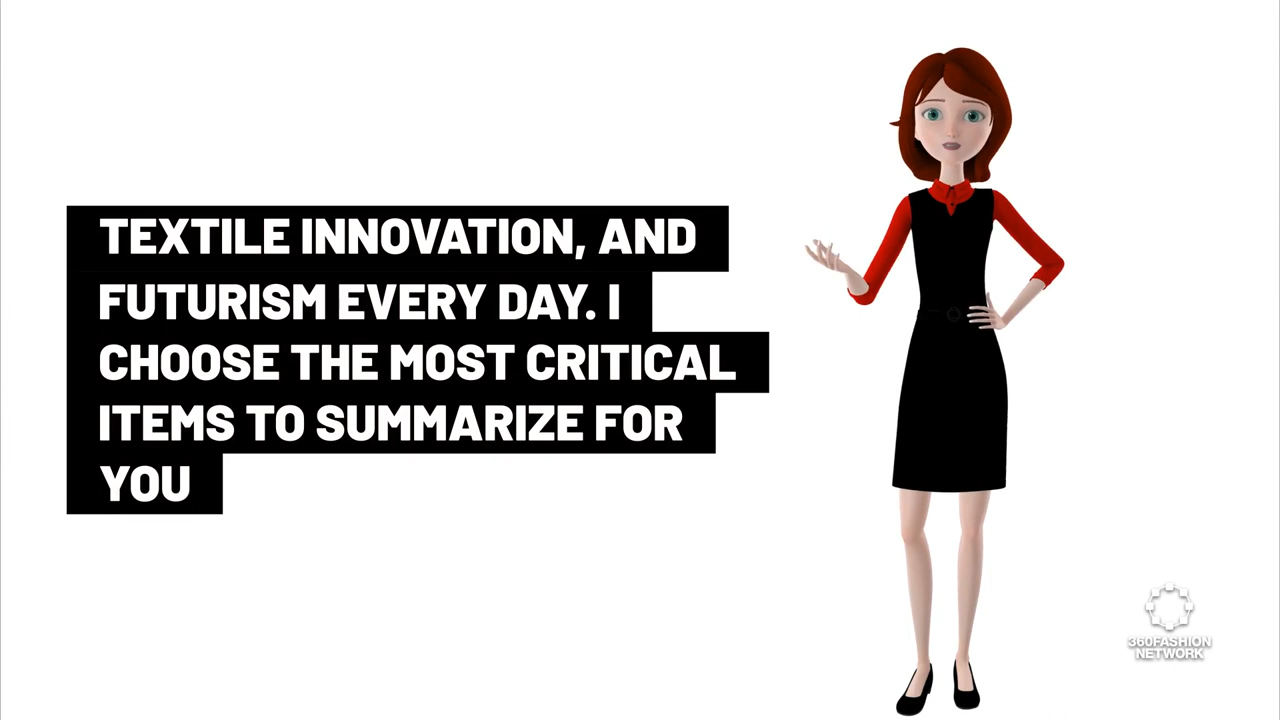 TEXTILE INNOVATION, AND
FUTURISM EVERY DAY. I
CHOOSE THE MOST CRITICAL
ITEMS TO SUMMARIZE FOR
YOU
360FASHION
NETWORK